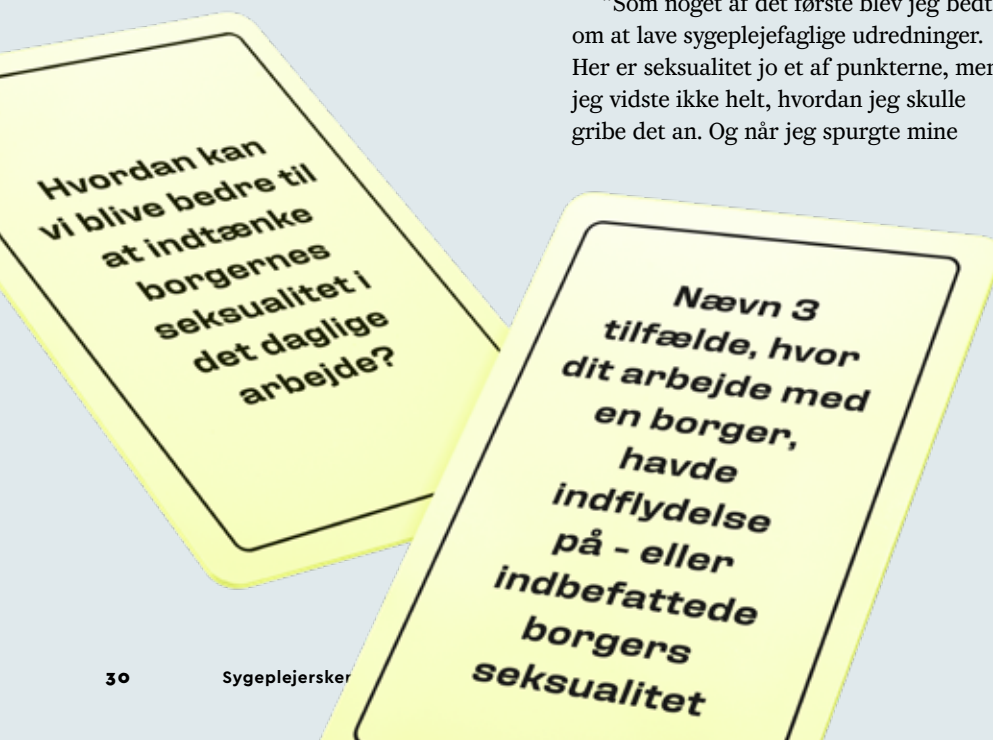 "Som noget af det første blev jeg bedt
om at lave sygeplejefaglige udredninger.
Her er seksualitet jo et af punkterne, men
jeg vidste ikke helt, hvordan jeg skulle
gribe det an. Og når jeg spurgte mine
Hvordan kan
vi blive bedre til
at indtænke
borgernes
seksualitet i
det daglige
arbejde?
Nævn 3
tilfælde, hvor
dit arbejde med
en borger,
havde
indflydelse
på - eller
indbefattede
borgers
seksualitet
30 Sygeplejersken